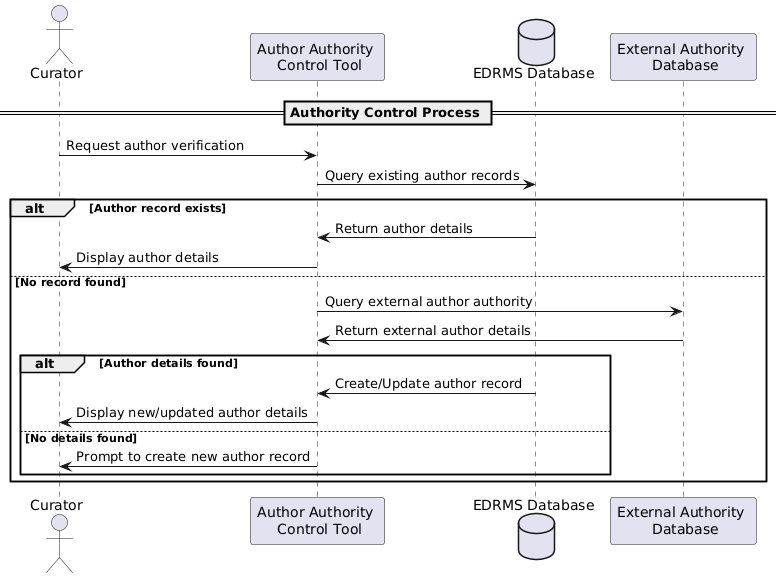 Curator
Author Authority
Control Tool
EDRMS Database
External Authority
Database
Authority Control Process
Request author verification
Query existing author records
alt
[Author record exists]
Return author details
Display author details
[No record found]
Query external author authority
Return external author details
alt
[Author details found]
Create/Update author record
Display new/updated author details
[No details found]
Prompt to create new author record
Curator
Author Authority
Control Tool
EDRMS Database
External Authority
Database